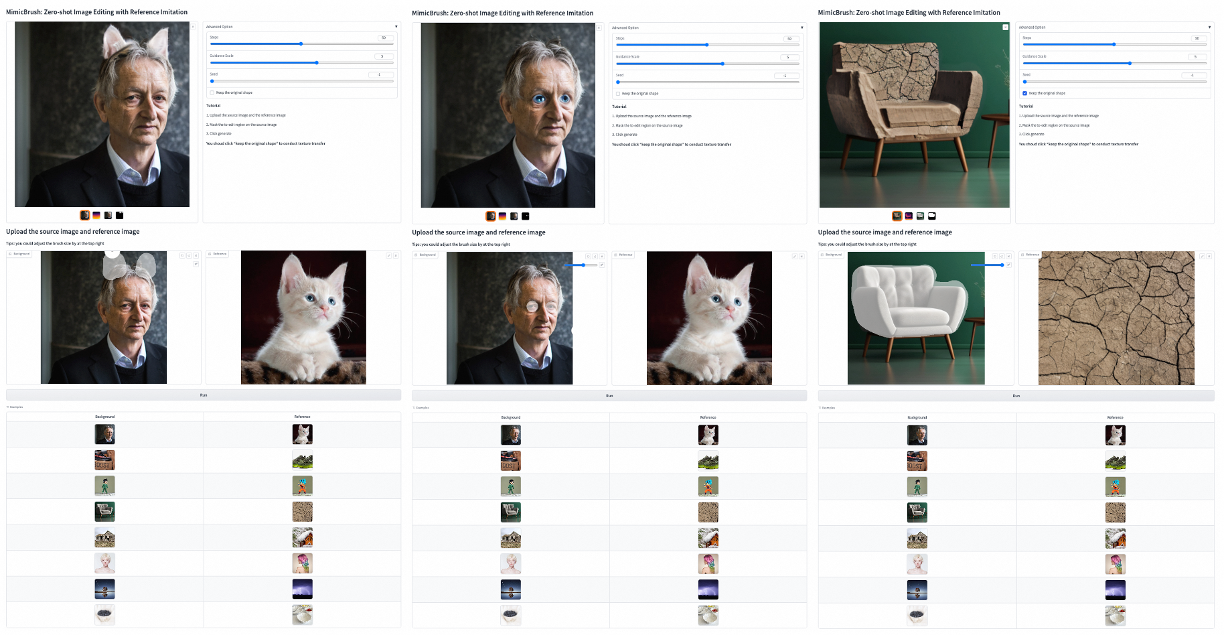 MimicBrush: Zero-shot Image Editing with Reference Imitation
Advanced Option
Steps
50
Guidance Scale
5
Seed
-1
Keep the original shape
Tutorial
1. Upload the source image and the reference image
2. Mask the to-edit region on the source image
3. Click generate
You shoud click "keep the original shape" to conduct texture transfer
Upload the source image and reference image
Tips: you could adjust the brush size by at the top right
Background
Reference
Run
Examples
Background
Reference
MimicBrush: Zero-shot Image Editing with Reference Imitation
Advanced Option
Steps
50
Guidance Scale
5
Seed
-1
Keep the original shape
Tutorial
1. Upload the source image and the reference image
2. Mask the to-edit region on the source image
3. Click generate
You shoud click "keep the original shape" to conduct texture transfer
Upload the source image and reference image
Tips: you could adjust the brush size by at the top right
Background
Reference
Run
Examples
Background
Reference
MimicBrush: Zero-shot Image Editing with Reference Imitation
Advanced Option
Steps
50
Guidance Scale
5
Seed
-1
Keep the original shape
Tutorial
1. Upload the source image and the reference image
2. Mask the to-edit region on the source image
3. Click generate
You shoud click "keep the original shape" to conduct texture transfer
Upload the source image and reference image
Tips: you could adjust the brush size by at the top right
Background
Reference
Run
Examples
Background
Reference